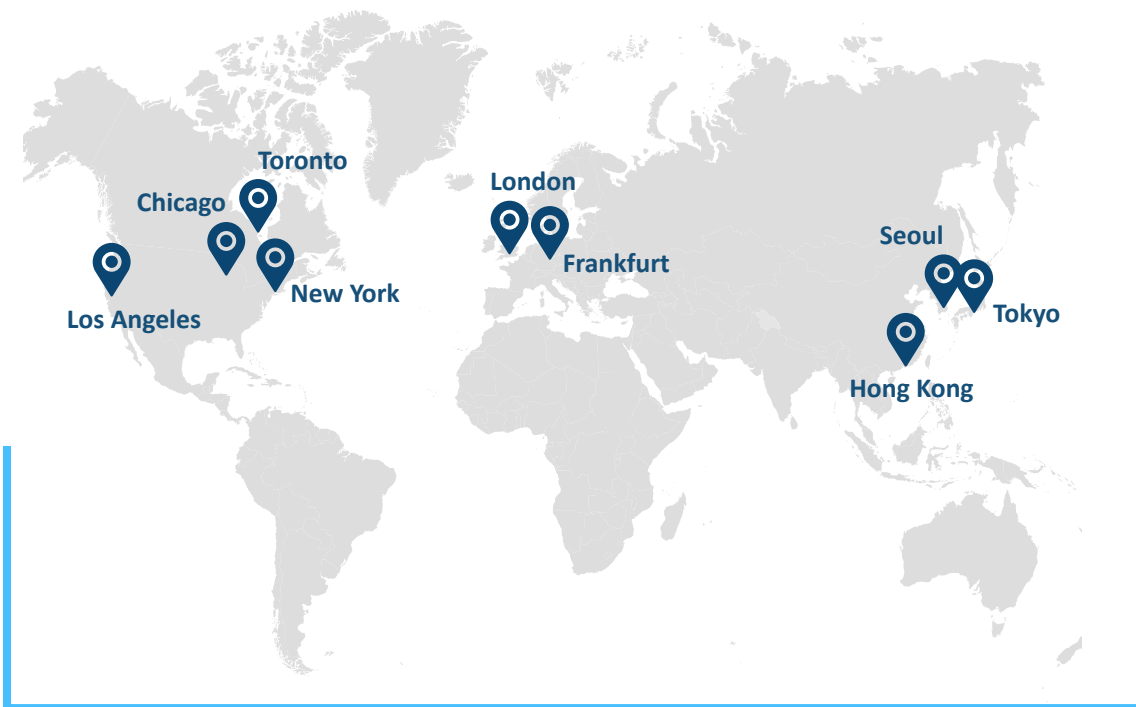 Toronto
London
Chicago
Seoul
Frankfurt
New York
Tokyo
Los Angeles
Hong Kong